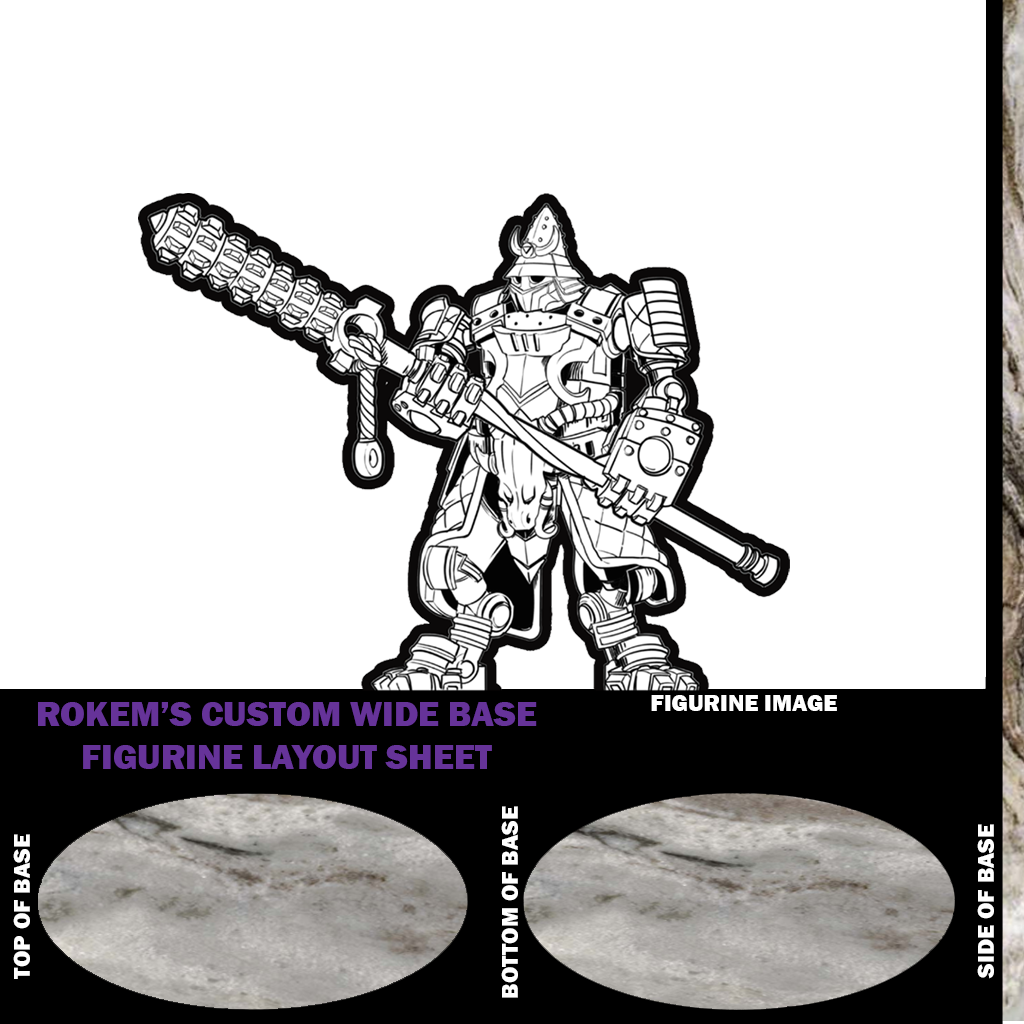 FIGURINE IMAGE
ROKEM'S CUSTOM WIDE BASE
FIGURINE LAYOUT SHEET
TOP OF BASE
BOTTOM OF BASE
SIDE OF BASE